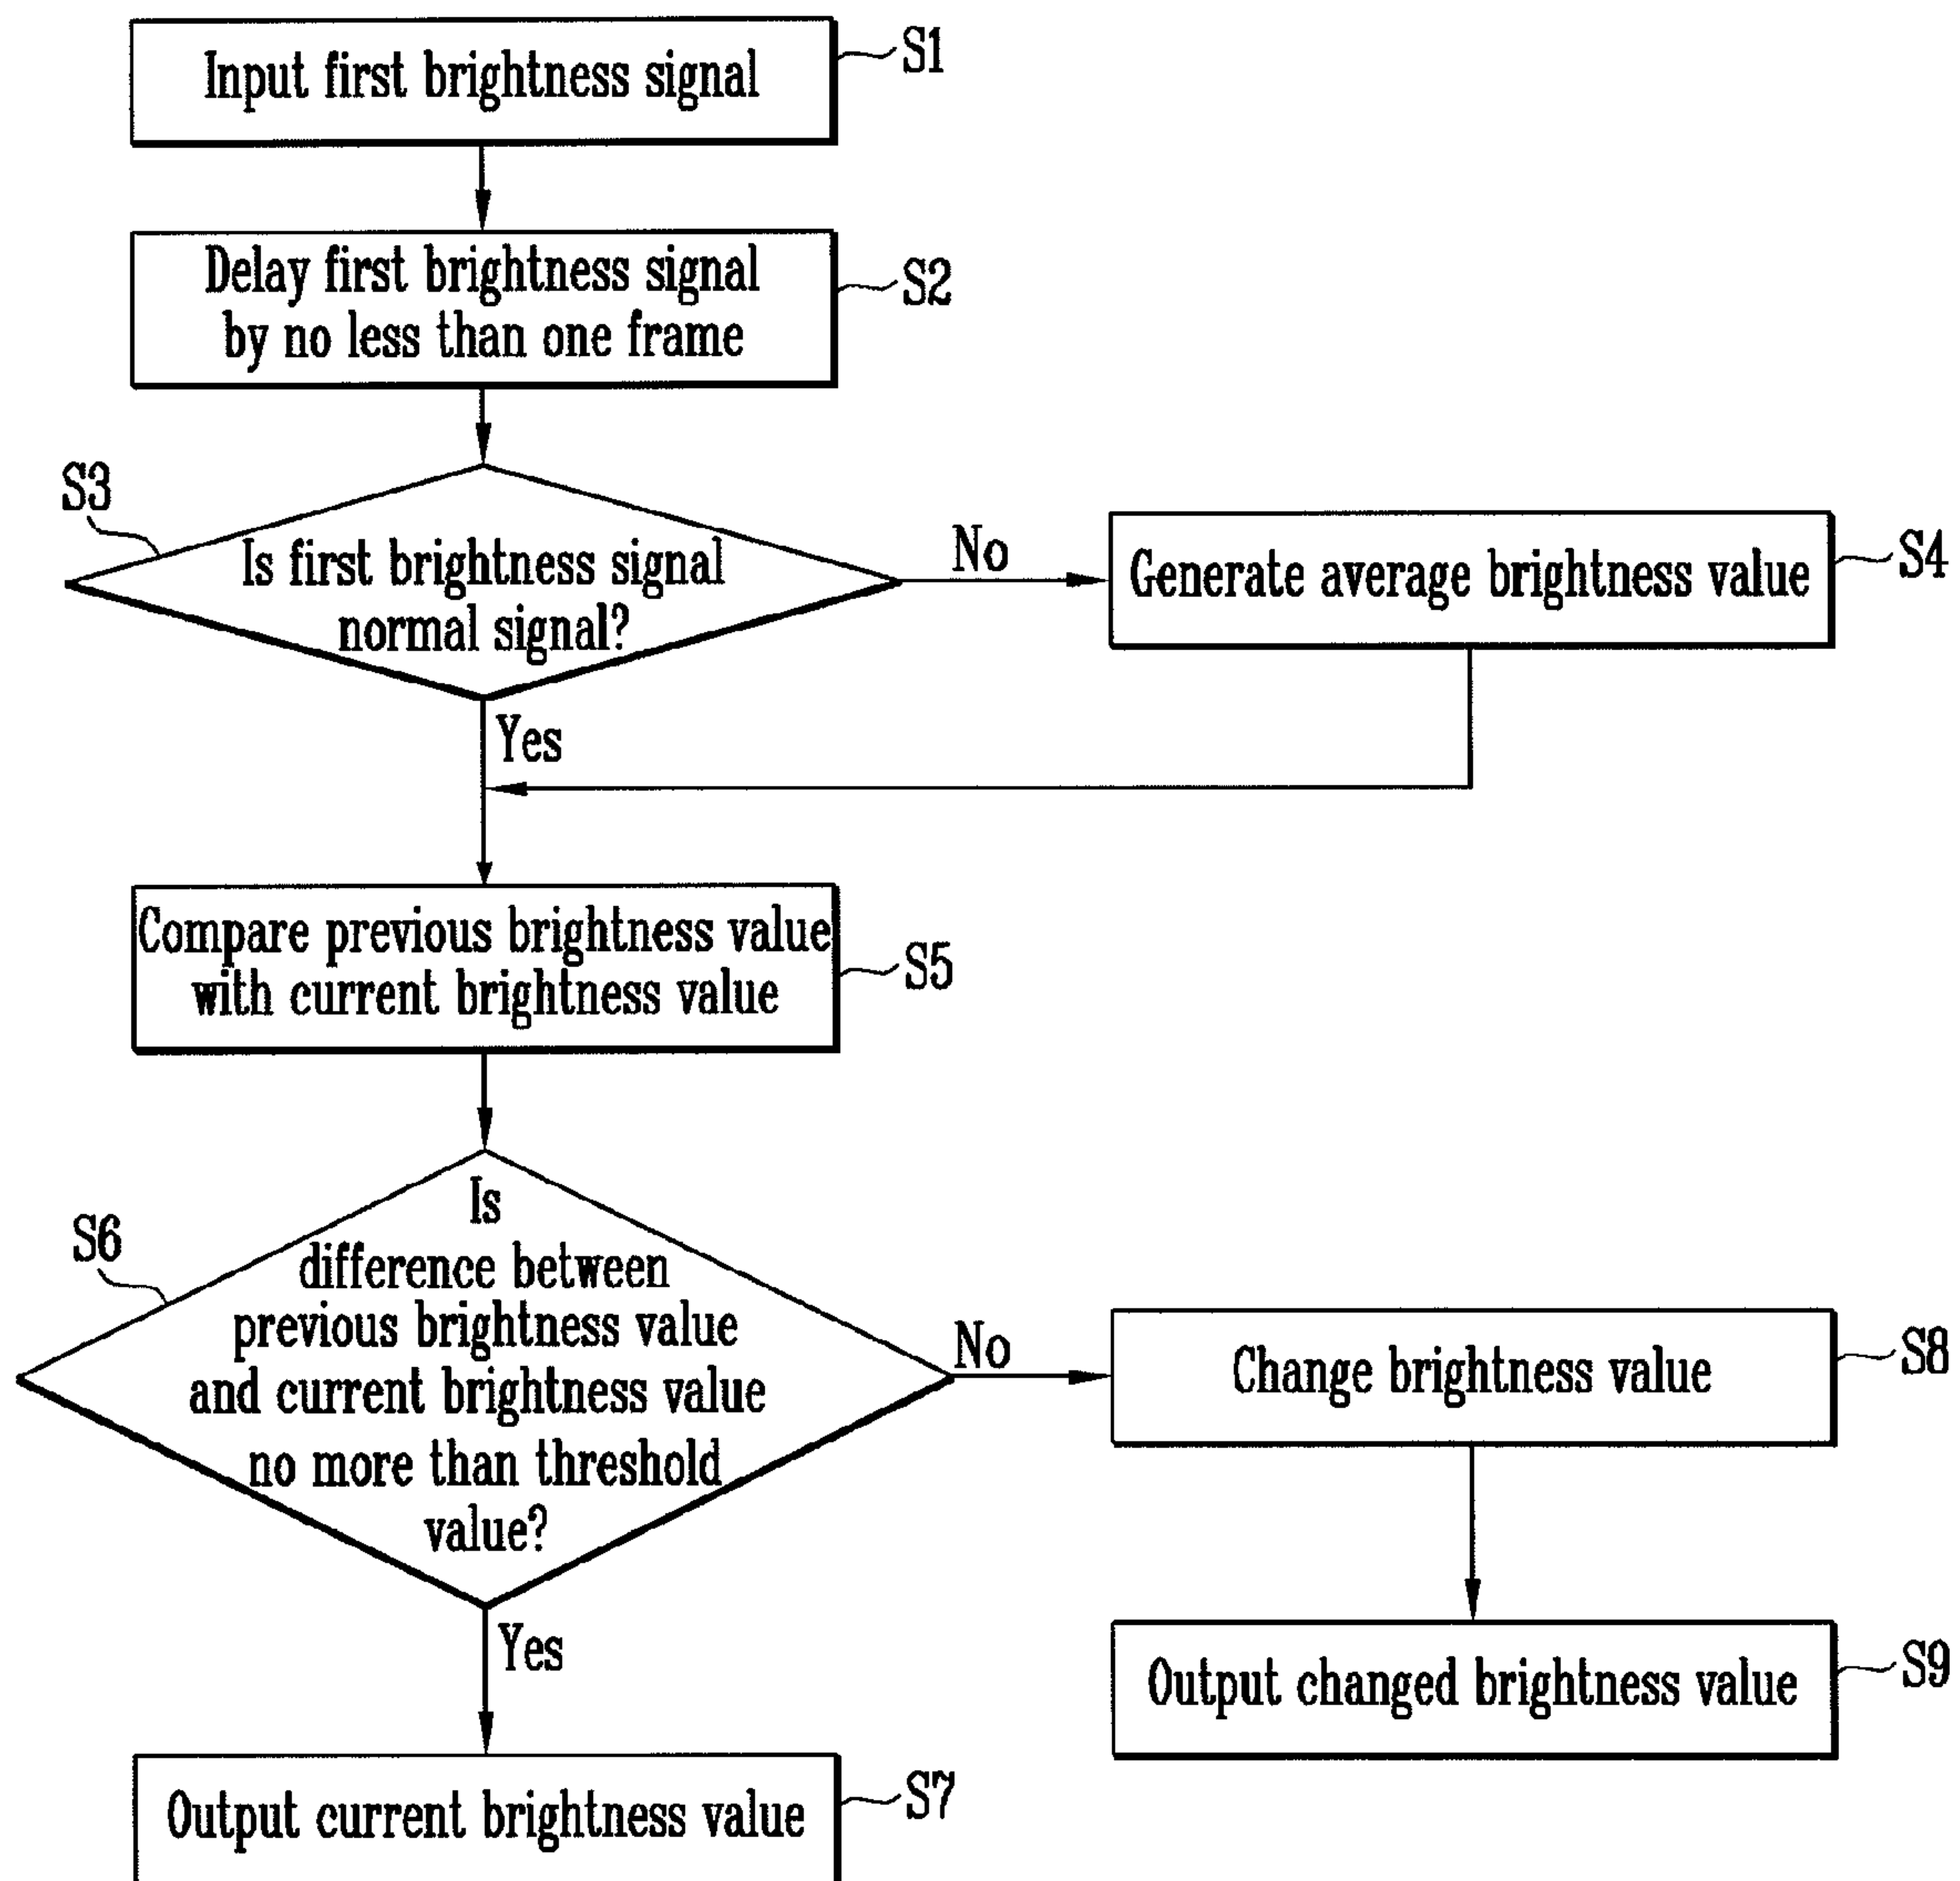 Input first brightness signal
S1
Delay first brightness signal
by no less than one frame
S2
S3
Is first brightness signal
normal signal?
No
Generate average brightness value
S4
Yes
Compare previous brightness value
with current brightness value
S5
S6
Is
difference between
previous brightness value
and current brightness value
no more than threshold
value?
No
Change brightness value
S8
Yes
Output changed brightness value
S9
Output current brightness value
S7